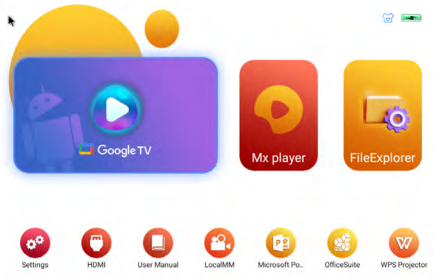 Google TV
Mx player
FileExplorer
Settings
HDMI
User Manual
LocalMM
Microsoft Po..
OfficeSuite
WPS Projector